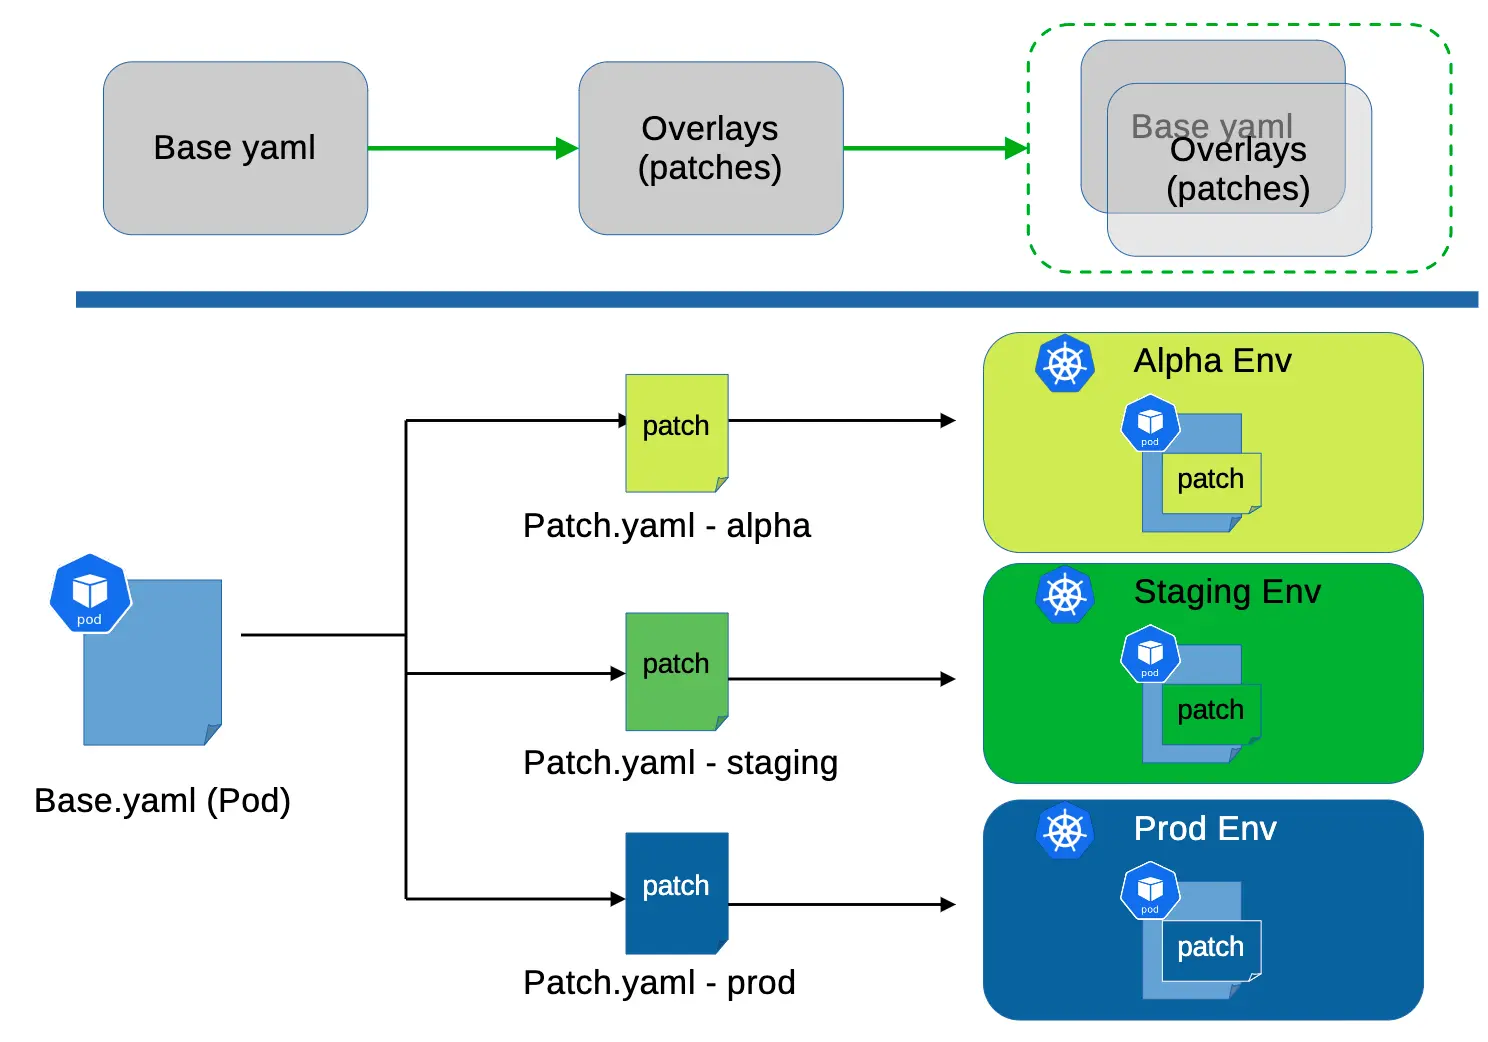 Base yaml
Overlays
(patches)
Base yaml
Overlays
(patches)
Alpha Env
patch
pod
patch
Patch.yaml - alpha
Staging Env
pod
patch
pod
patch
Patch.yaml - staging
Base.yaml (Pod)
Prod Env
patch
pod
patch
Patch.yaml - prod